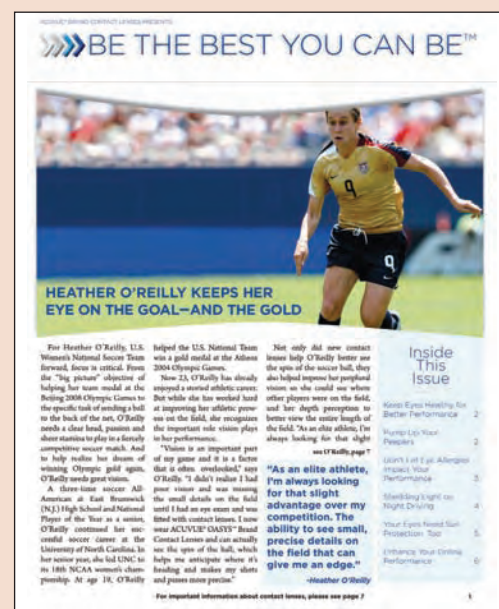 ACUVUE® BRAND CONTACT LENSES PRESENTS
BE THE BEST YOU CAN BE™
9
9
HEATHER O'REILLY KEEPS HER
EYE ON THE GOAL—AND THE GOLD
For Heather O'Reilly, U.S.
Women's National Soccer Team
forward, focus is critical. From
the "big picture" objective of
helping her team medal at the
Beijing 2008 Olympic Games to
the specific task of sending a ball
to the back of the net, O'Reilly
needs a clear head, passion and
sheer stamina to play in a fiercely
competitive soccer match. And
to help realize her dream of
winning Olympic gold again,
O'Reilly needs great vision.
A three-time soccer All-
American at East Brunswick
(N.J.) High School and National
Player of the Year as a senior,
O'Reilly continued her suc-
cessful soccer career at the
University of North Carolina. In
her senior year, she led UNC to
its 18th NCAA women's cham-
pionship. At age 19, O'Reilly
helped the U.S. National Team
win a gold medal at the Athens
2004 Olympic Games.
Now 23, O'Reilly has already
enjoyed a storied athletic career.
But while she has worked hard
at improving her athletic prow-
ess on the field, she recognizes
the important role vision plays
in her performance.
"Vision is an important part
of my game and it is a factor
that is often overlooked," says
O'Reilly. "I didn't realize I had
poor vision and was missing
the small details on the field
until I had an eye exam and was
fitted with contact lenses. I now
wear ACUVUE® OASYS™ Brand
Contact Lenses and can actually
see the spin of the ball, which
helps me anticipate where it's
heading and makes my shots
and passes more precise."
Not only did new contact
lenses help O'Reilly better see
the spin of the soccer ball, they
also helped improve her peripheral
vision so she could see where
other players were on the field,
and her depth perception to
better view the entire length of
the field. "As an elite athlete, I'm
always looking for that slight
see O'Reilly, page 7
"As an elite athlete,
I'm always looking
for that slight
advantage over my
competition. The
ability to see small,
precise details on
the field that can
give me an edge."
-Heather O'Reilly
Inside
This
Issue
Keep Eyes Healthy for
Better Performance 2
Pump Up Your
Peepers 2
Don't Let Eye Allergies
Impact Your
Performance 3
Shedding Light on
Night Driving 4
Your Eyes Need Sun
Protection Too 5
Enhance Your Online
Performance 6
For important information about contact lenses, please see page 7
1